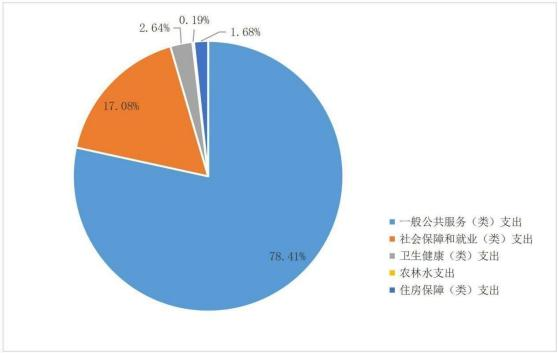 0.19%
2.64%
1.68%
17.08%
78.41%
一般公共服务（类）支出
社会保障和就业（类）支出
卫生健康（类）支出
农林水支出
住房保障（类）支出